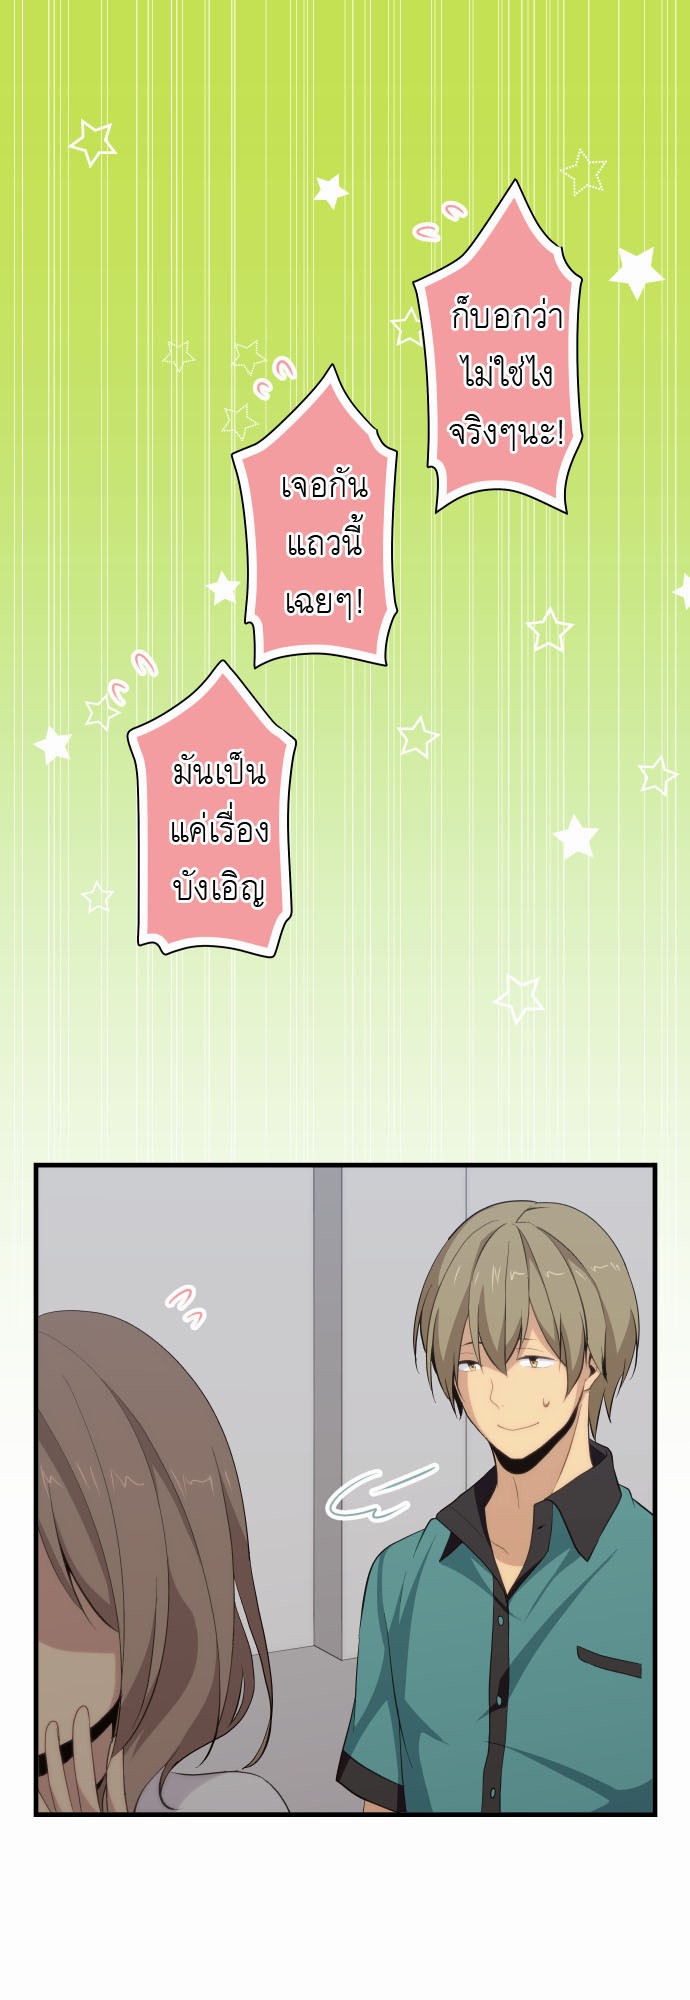 ก็บอกว่า
ไม่ใช่ไง
จริงๆนะ!
เจอกัน
แถวนี้
เฉยๆ!
มันเป็น
แค่เรื่อง
บังเอิญ